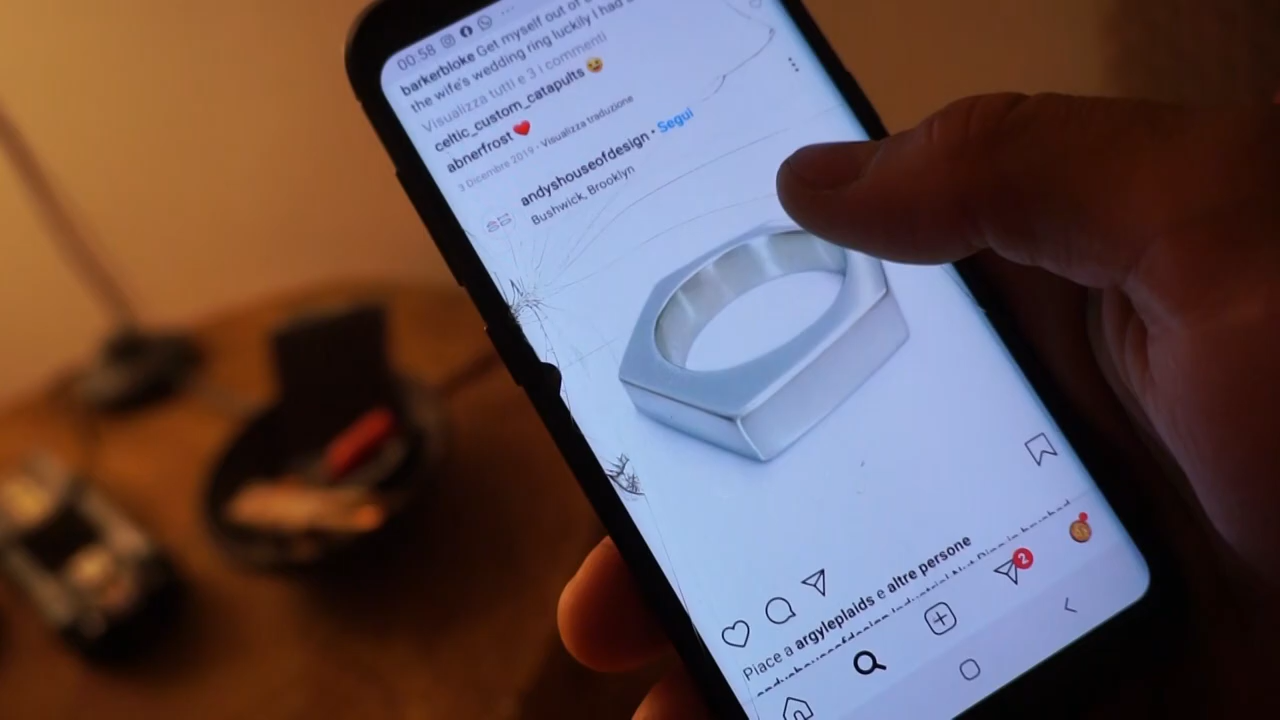 00:58
barkerbloke Get myself out of
the wife's wedding ring luckily I had
Visualizza tutti e 3 i commenti
celtic_custom_catapults 😜
abnerfrost ❤️
3 Dicembre 2019 • Visualizza traduzione
andyshouseofdesign • Segui
Bushwick, Brooklyn
Piace a argyleplaids e altre persone
2